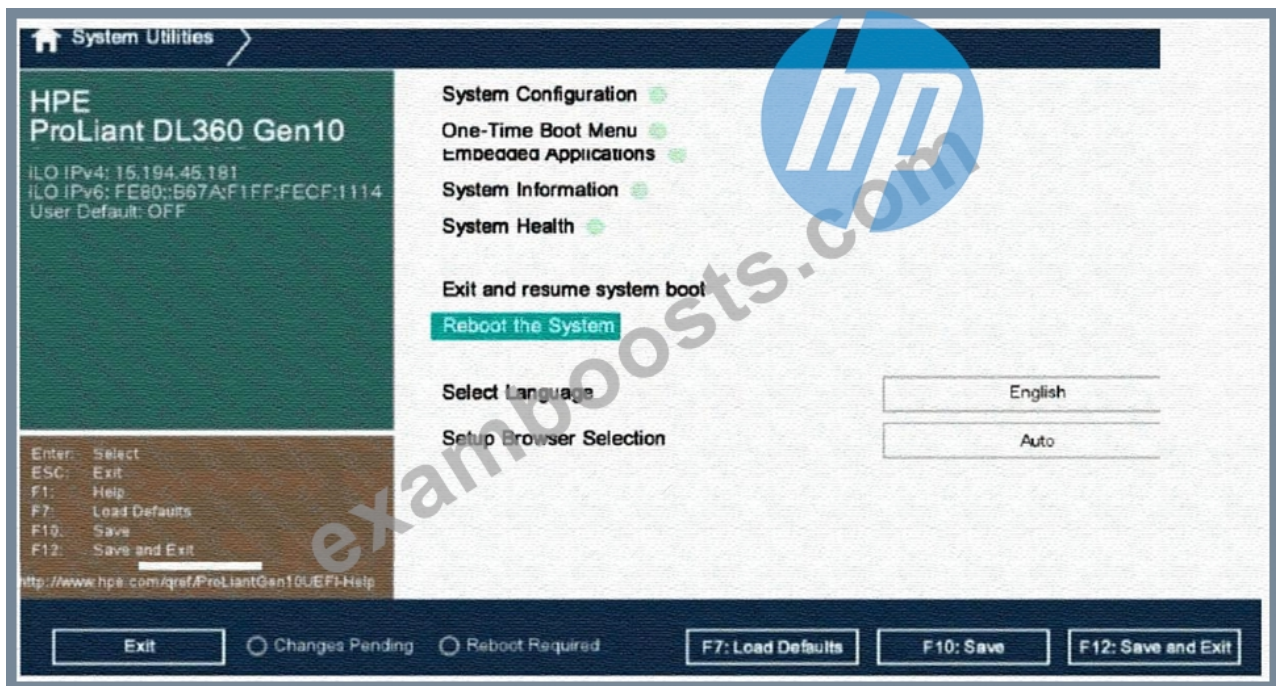 System Utilities
HPE
ProLiant DL360 Gen10
iLO IPv4: 15.194.45.181
iLO IPv6: FE80::B67A:F1FF:FECF:1114
User Default: OFF
Enter: Select
ESC: Exit
F1: Help
F7: Load Defaults
F10: Save
F12: Save and Exit
http://www.hpe.com/qref/ProLiantGen10UEFI-Help
System Configuration
One-Time Boot Menu
Embedded Applications
System Information
System Health
Exit and resume system boot
Reboot the System
Select Language English
Setup Browser Selection Auto
Exit Changes Pending Reboot Required F7: Load Defaults F10: Save F12: Save and Exit
hp
examboosts.com